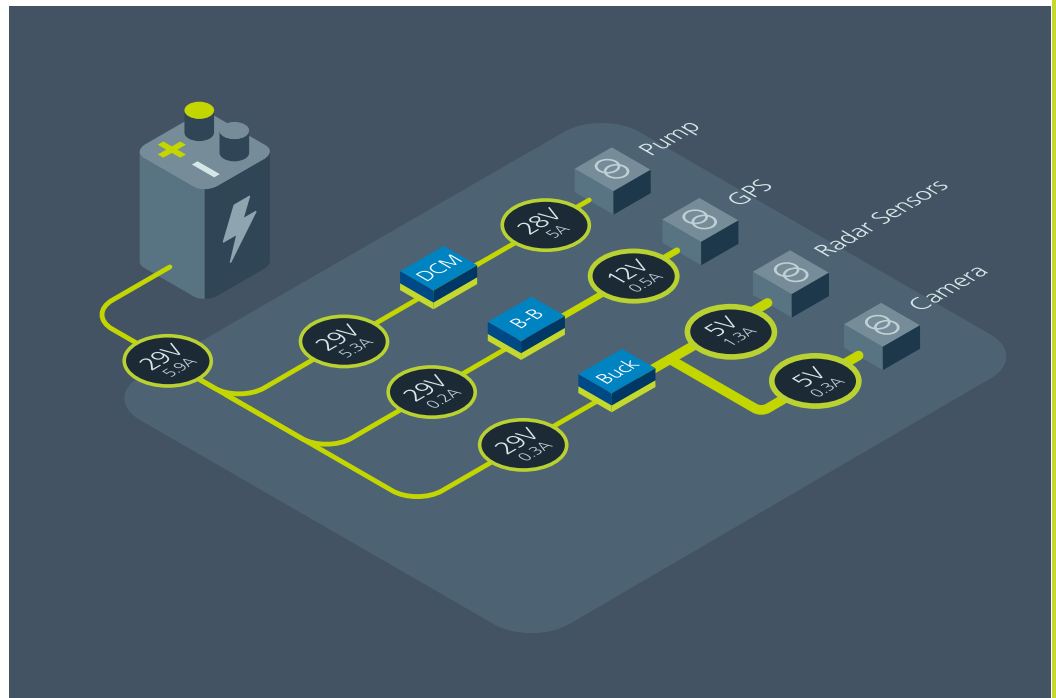 Pump
GPS
Radar Sensors
Camera
28V
5A
DCM
12V
0.5A
B-B
5V
1.3A
Buck
5V
0.3A
29V
5.3A
29V
5.9A
29V
0.2A
29V
0.3A